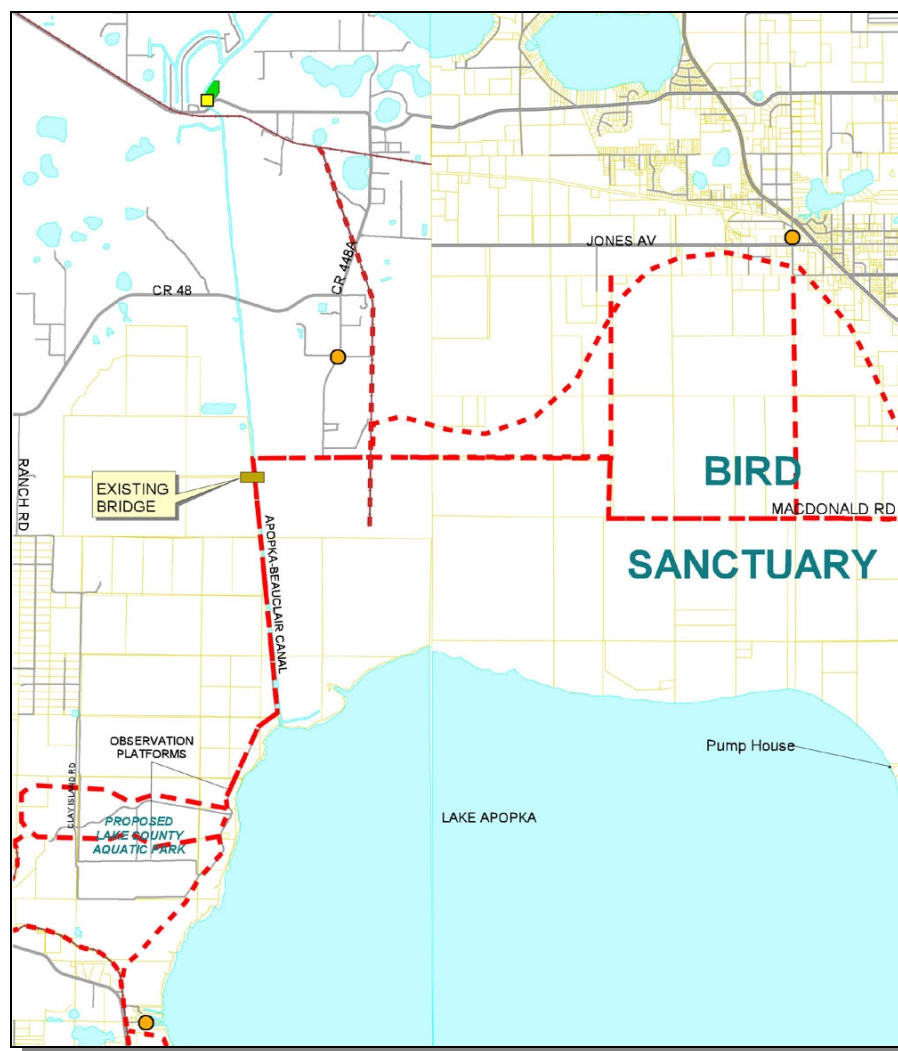 JONES AV
CR 448A
CR 48
BIRD
RANCH RD
EXISTING
BRIDGE
MACDONALD RD
APOPKA-BEAUCLAIR CANAL
SANCTUARY
OBSERVATION
PLATFORMS
Pump House
CLAY ISLAND RD
PROPOSED
LAKE COUNTY
AQUATIC PARK
LAKE APOPKA